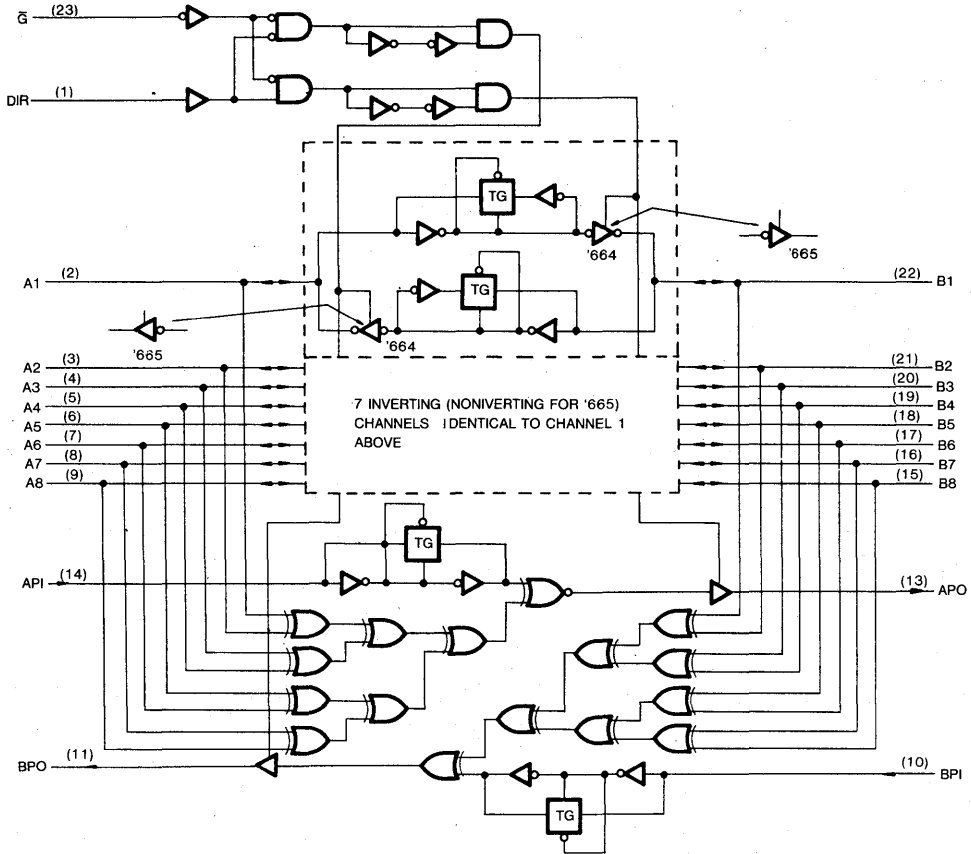 G̅ (23)
DIR (1)
TG
'664
'665
A1 (2)
TG
(22) B1
'664
'665
A2 (3)
(21) B2
A3 (4)
(20) B3
A4 (5)
(19) B4
A5 (6)
(18) B5
A6 (7)
(17) B6
A7 (8)
(16) B7
A8 (9)
(15) B8
7 INVERTING (NONIVERTING FOR '665)
CHANNELS IDENTICAL TO CHANNEL 1
ABOVE
TG
API (14)
(13) APO
BPO (11)
(10) BPI
TG